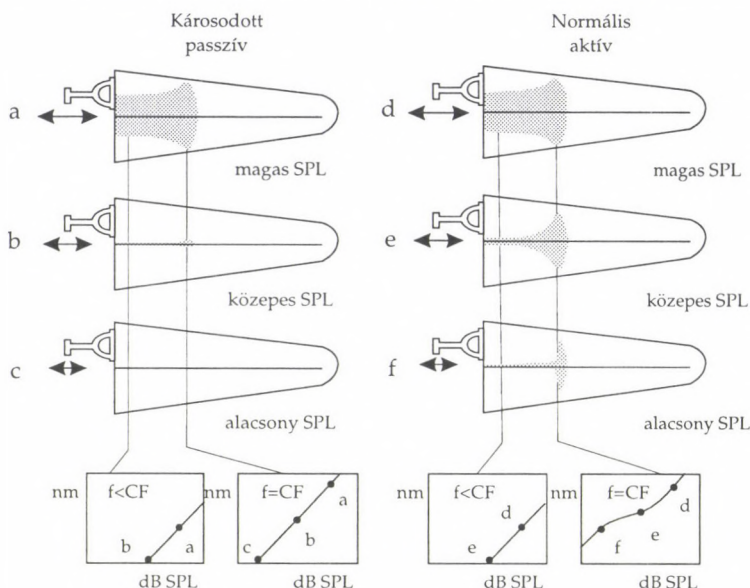 Károsodott
passzív
a
magas SPL
b
közepes SPL
c
alacsony SPL
nm
f<CF
b
a
dB SPL
nm
f=CF
a
b
c
dB SPL
Normális
aktív
d
magas SPL
e
közepes SPL
f
alacsony SPL
nm
f<CF
d
e
dB SPL
nm
f=CF
d
e
f
dB SPL